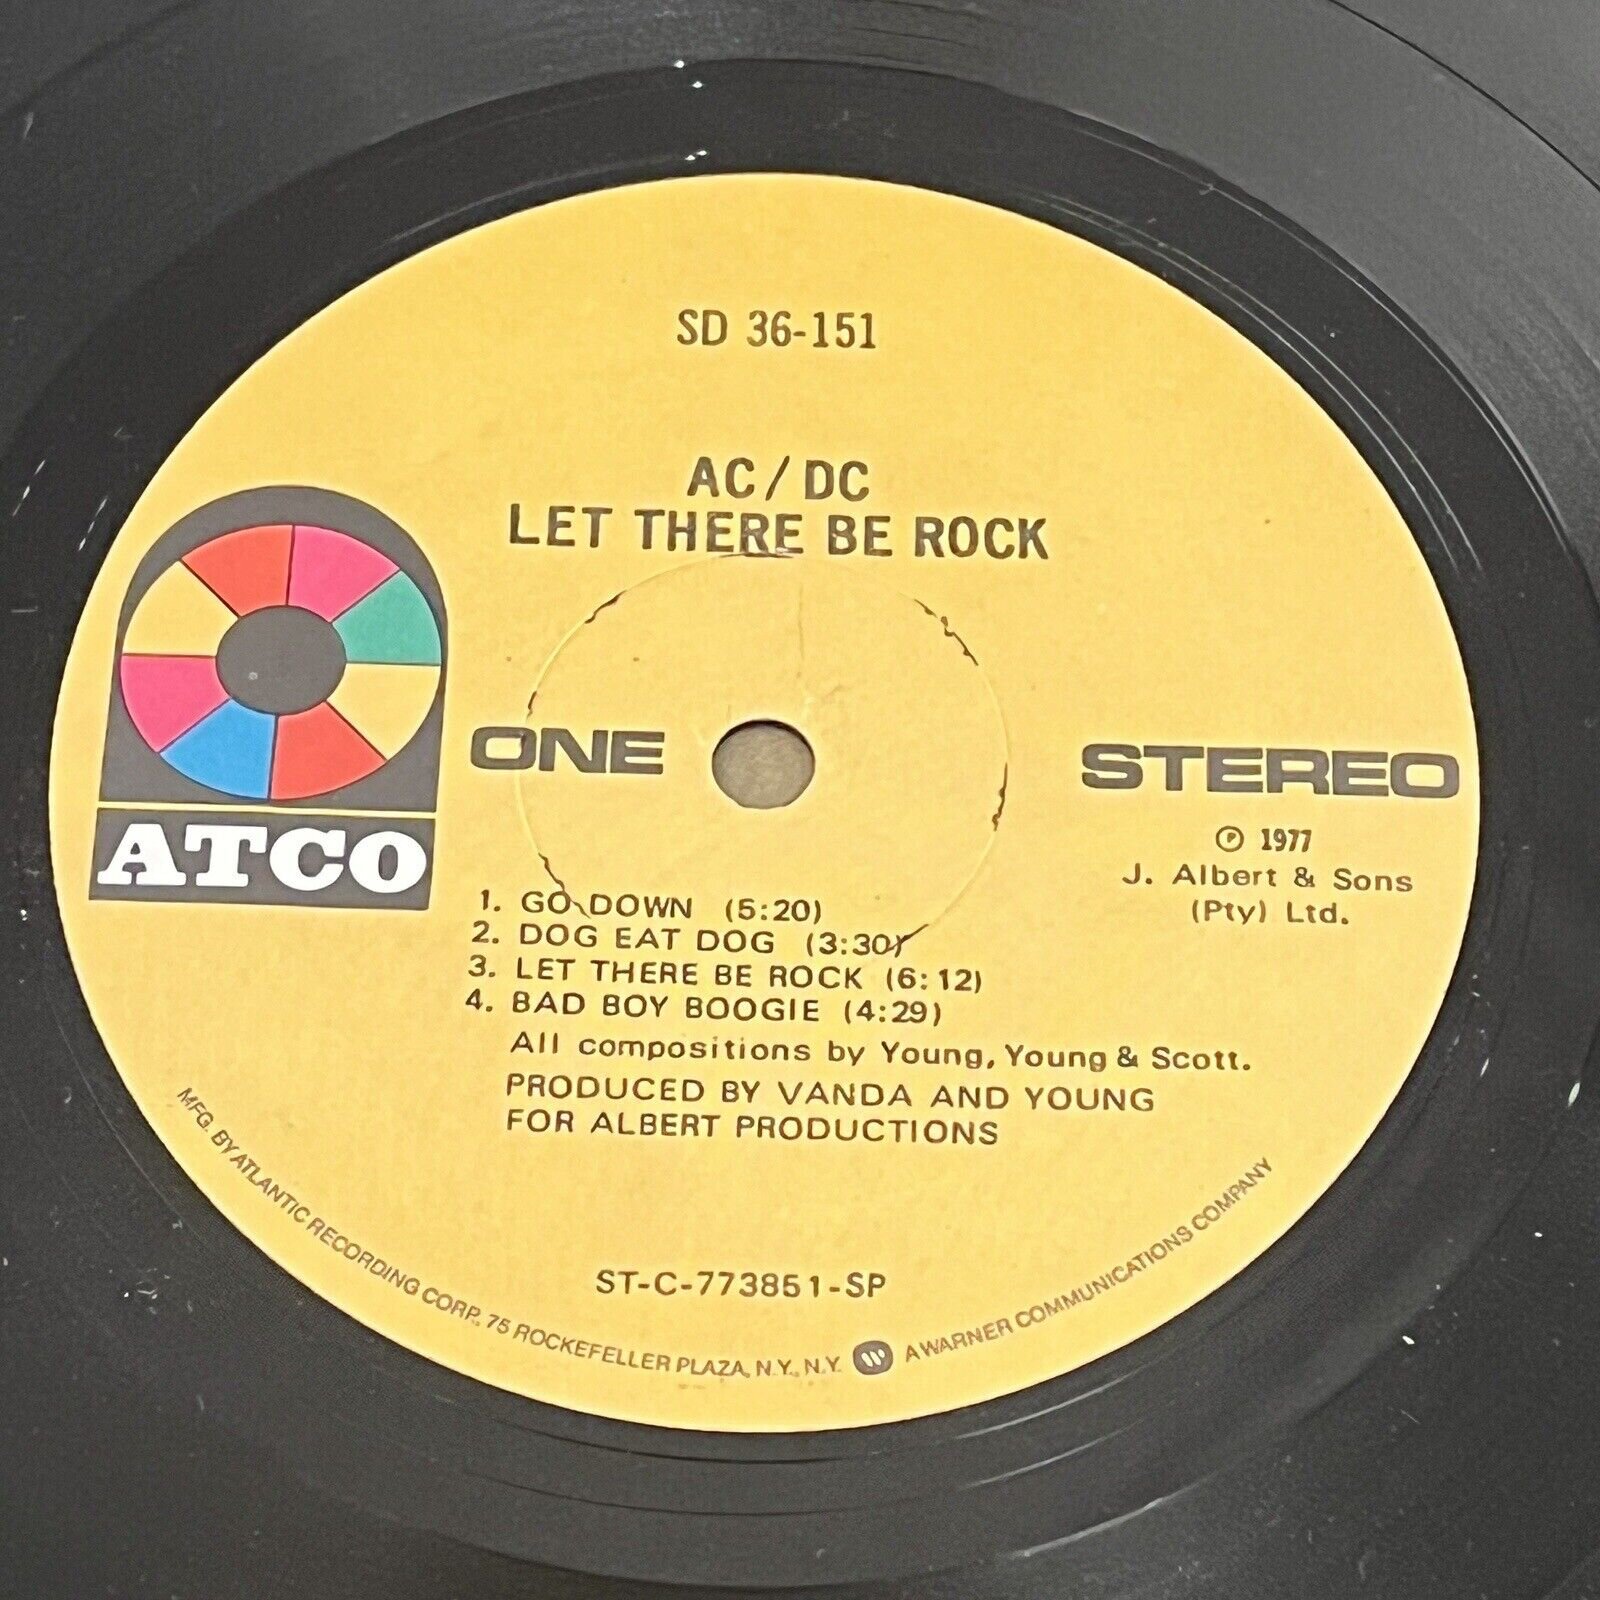 SD 36-151
AC/DC
LET THERE BE ROCK
ATCO
ONE
STEREO
℗ 1977
J. Albert & Sons
(Pty) Ltd.
1. GO DOWN (5:20)
2. DOG EAT DOG (3:30)
3. LET THERE BE ROCK (6:12)
4. BAD BOY BOOGIE (4:29)
All compositions by Young, Young & Scott.
PRODUCED BY VANDA AND YOUNG
FOR ALBERT PRODUCTIONS
ST-C-773851-SP
MFG. BY ATLANTIC RECORDING CORP., 75 ROCKEFELLER PLAZA, N.Y., N.Y. W A WARNER COMMUNICATIONS COMPANY